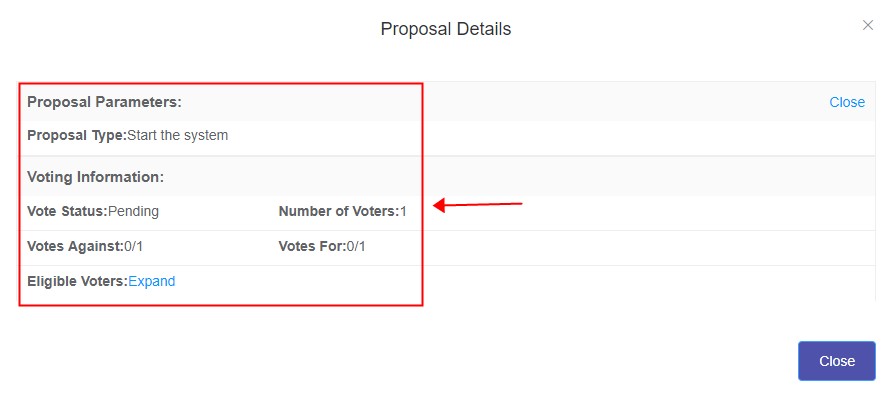 Proposal Details
Proposal Parameters: Close
Proposal Type:Start the system
Voting Information:
Vote Status:Pending Number of Voters:1
Votes Against:0/1 Votes For:0/1
Eligible Voters:Expand
Close